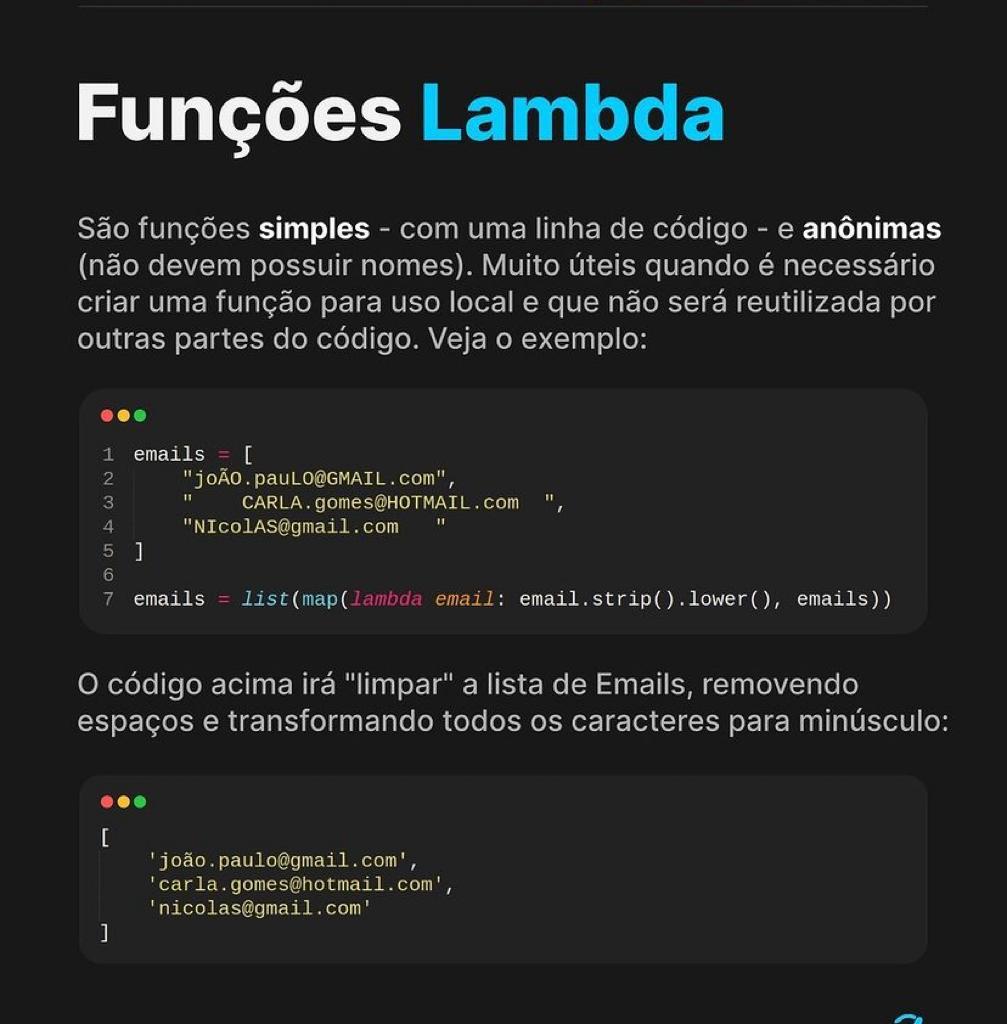 Funções Lambda
São funções simples - com uma linha de código - e anônimas
(não devem possuir nomes). Muito úteis quando é necessário
criar uma função para uso local e que não será reutilizada por
outras partes do código. Veja o exemplo:
1 emails = [
2     "joÃO.pauLO@GMAIL.com",
3     "    CARLA.gomes@HOTMAIL.com  ",
4     "NIcolAS@gmail.com   "
5 ]
6
7 emails = list(map(lambda email: email.strip().lower(), emails))
O código acima irá "limpar" a lista de Emails, removendo
espaços e transformando todos os caracteres para minúsculo:
[
    'joão.paulo@gmail.com',
    'carla.gomes@hotmail.com',
    'nicolas@gmail.com'
]